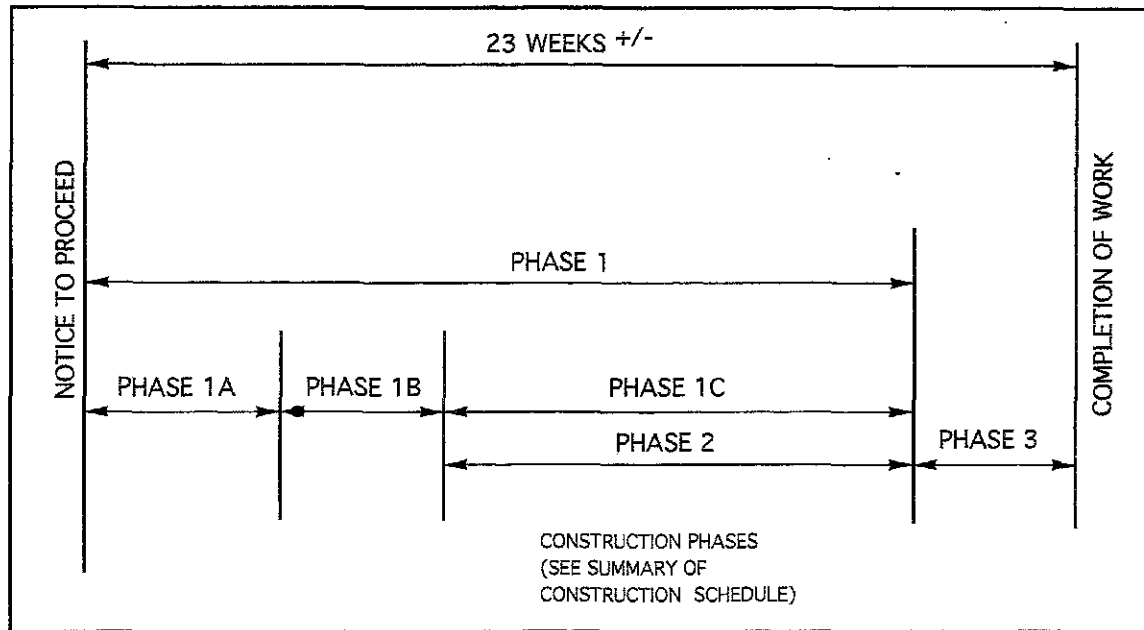 23 WEEKS +/-
NOTICE TO PROCEED
COMPLETION OF WORK
PHASE 1
PHASE 1A
PHASE 1B
PHASE 1C
PHASE 2
PHASE 3
CONSTRUCTION PHASES
(SEE SUMMARY OF
CONSTRUCTION SCHEDULE)